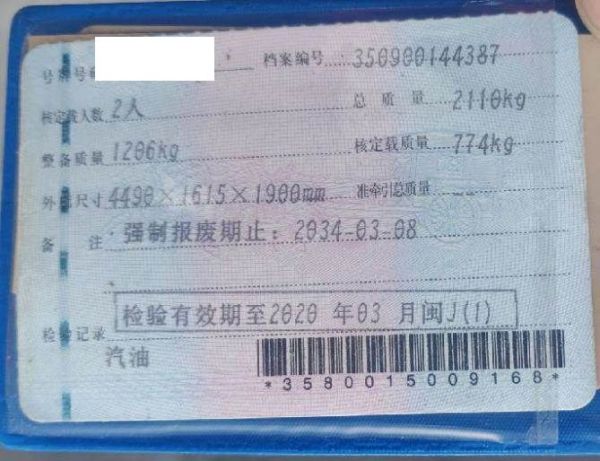 号牌号码 档案编号 350900144387
核定载人数 2人 总质量 2110kg
整备质量 1206kg 核定载质量 774kg
外廓尺寸 4490×1615×1900mm 准牵引总质量 --
备注 强制报废期止: 2034-03-08
检验有效期至2020年03月闽J(1)
检验记录
汽油
*3580015009168*